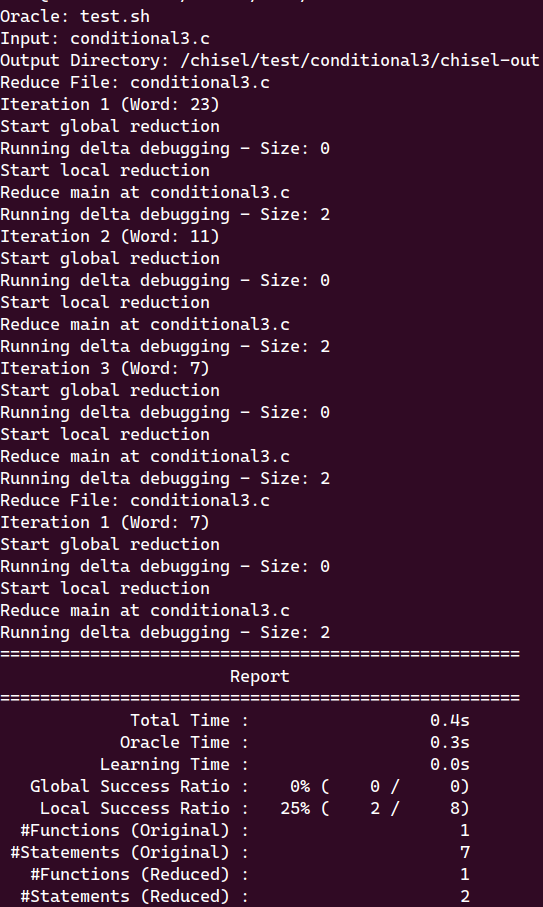 Oracle: test.sh
Input: conditional3.c
Output Directory: /chisel/test/conditional3/chisel-out
Reduce File: conditional3.c
Iteration 1 (Word: 23)
Start global reduction
Running delta debugging - Size: 0
Start local reduction
Reduce main at conditional3.c
Running delta debugging - Size: 2
Iteration 2 (Word: 11)
Start global reduction
Running delta debugging - Size: 0
Start local reduction
Reduce main at conditional3.c
Running delta debugging - Size: 2
Iteration 3 (Word: 7)
Start global reduction
Running delta debugging - Size: 0
Start local reduction
Reduce main at conditional3.c
Running delta debugging - Size: 2
Reduce File: conditional3.c
Iteration 1 (Word: 7)
Start global reduction
Running delta debugging - Size: 0
Start local reduction
Reduce main at conditional3.c
Running delta debugging - Size: 2
====================================================
Report
====================================================
Total Time : 0.4s
Oracle Time : 0.3s
Learning Time : 0.0s
Global Success Ratio : 0% ( 0 / 0)
Local Success Ratio : 25% ( 2 / 8)
#Functions (Original) : 1
#Statements (Original) : 7
#Functions (Reduced) : 1
#Statements (Reduced) : 2